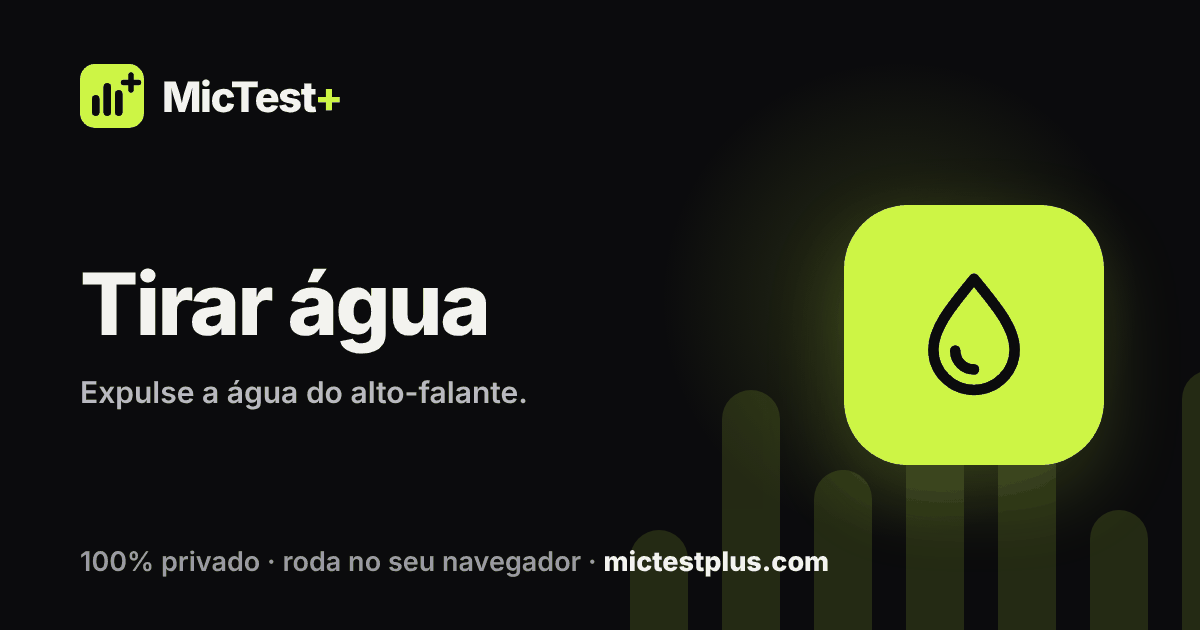 MicTest+
Tirar água
Expulse a água do alto-falante.
100% privado · roda no seu navegador · mictestplus.com